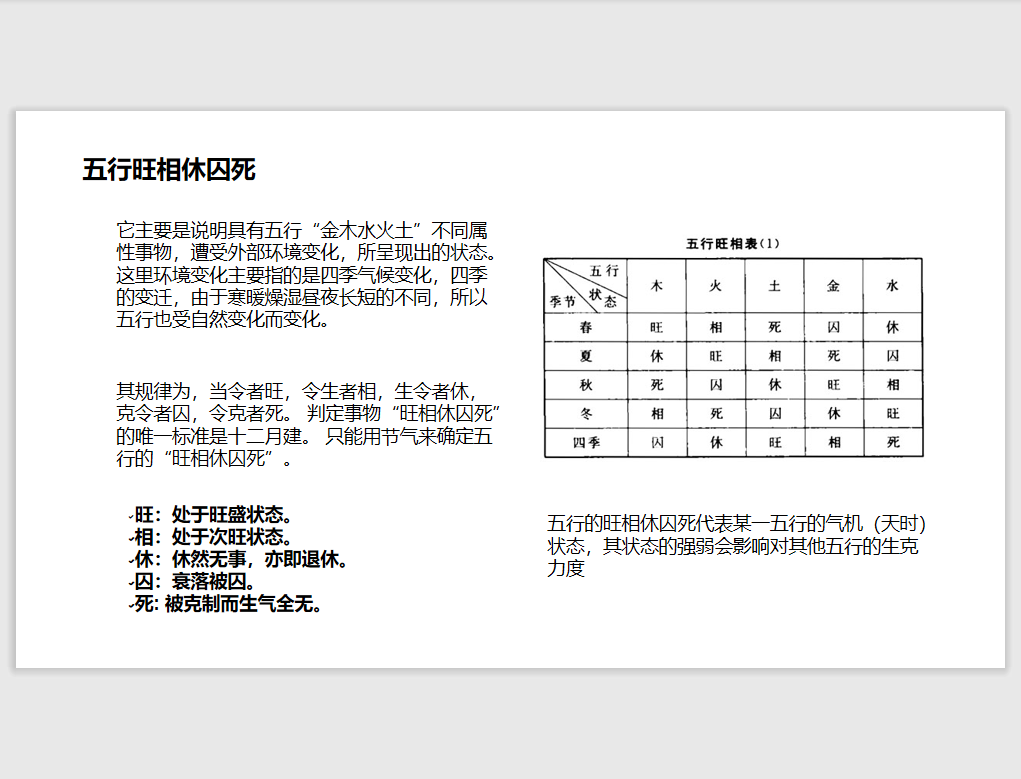 五行旺相休囚死
它主要是说明具有五行“金木水火土”不同属
性事物，遭受外部环境变化，所呈现出的状态。
这里环境变化主要指的是四季气候变化，四季
的变迁，由于寒暖燥湿昼夜长短的不同，所以
五行也受自然变化而变化。
其规律为，当令者旺，令生者相，生令者休，
克令者囚，令克者死。 判定事物“旺相休囚死”
的唯一标准是十二月建。 只能用节气来确定五
行的“旺相休囚死”。
✓旺：处于旺盛状态。
✓相：处于次旺状态。
✓休：休然无事，亦即退休。
✓囚：衰落被囚。
✓死: 被克制而生气全无。
五行旺相表(1)
五行 状态 季节 木 火 土 金 水
春 旺 相 死 囚 休
夏 休 旺 相 死 囚
秋 死 囚 休 旺 相
冬 相 死 囚 休 旺
四季 囚 休 旺 相 死
五行的旺相休囚死代表某一五行的气机（天时）
状态，其状态的强弱会影响对其他五行的生克
力度